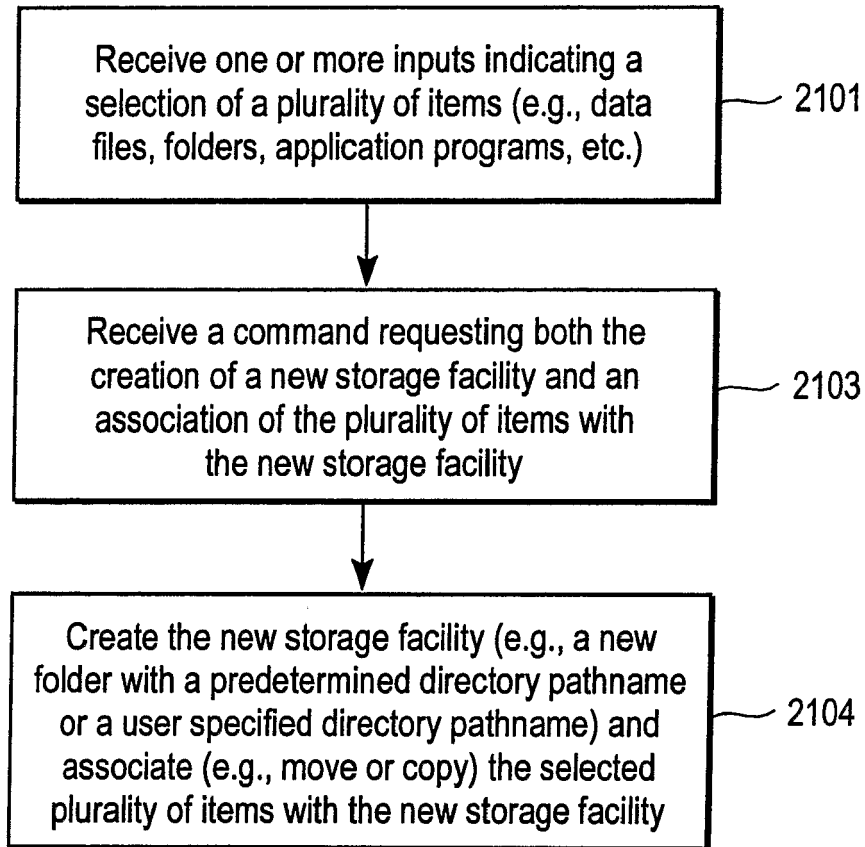 Receive one or more inputs indicating a
selection of a plurality of items (e.g., data
files, folders, application programs, etc.)
2101
Receive a command requesting both the
creation of a new storage facility and an
association of the plurality of items with
the new storage facility
2103
Create the new storage facility (e.g., a new
folder with a predetermined directory pathname
or a user specified directory pathname) and
associate (e.g., move or copy) the selected
plurality of items with the new storage facility
2104